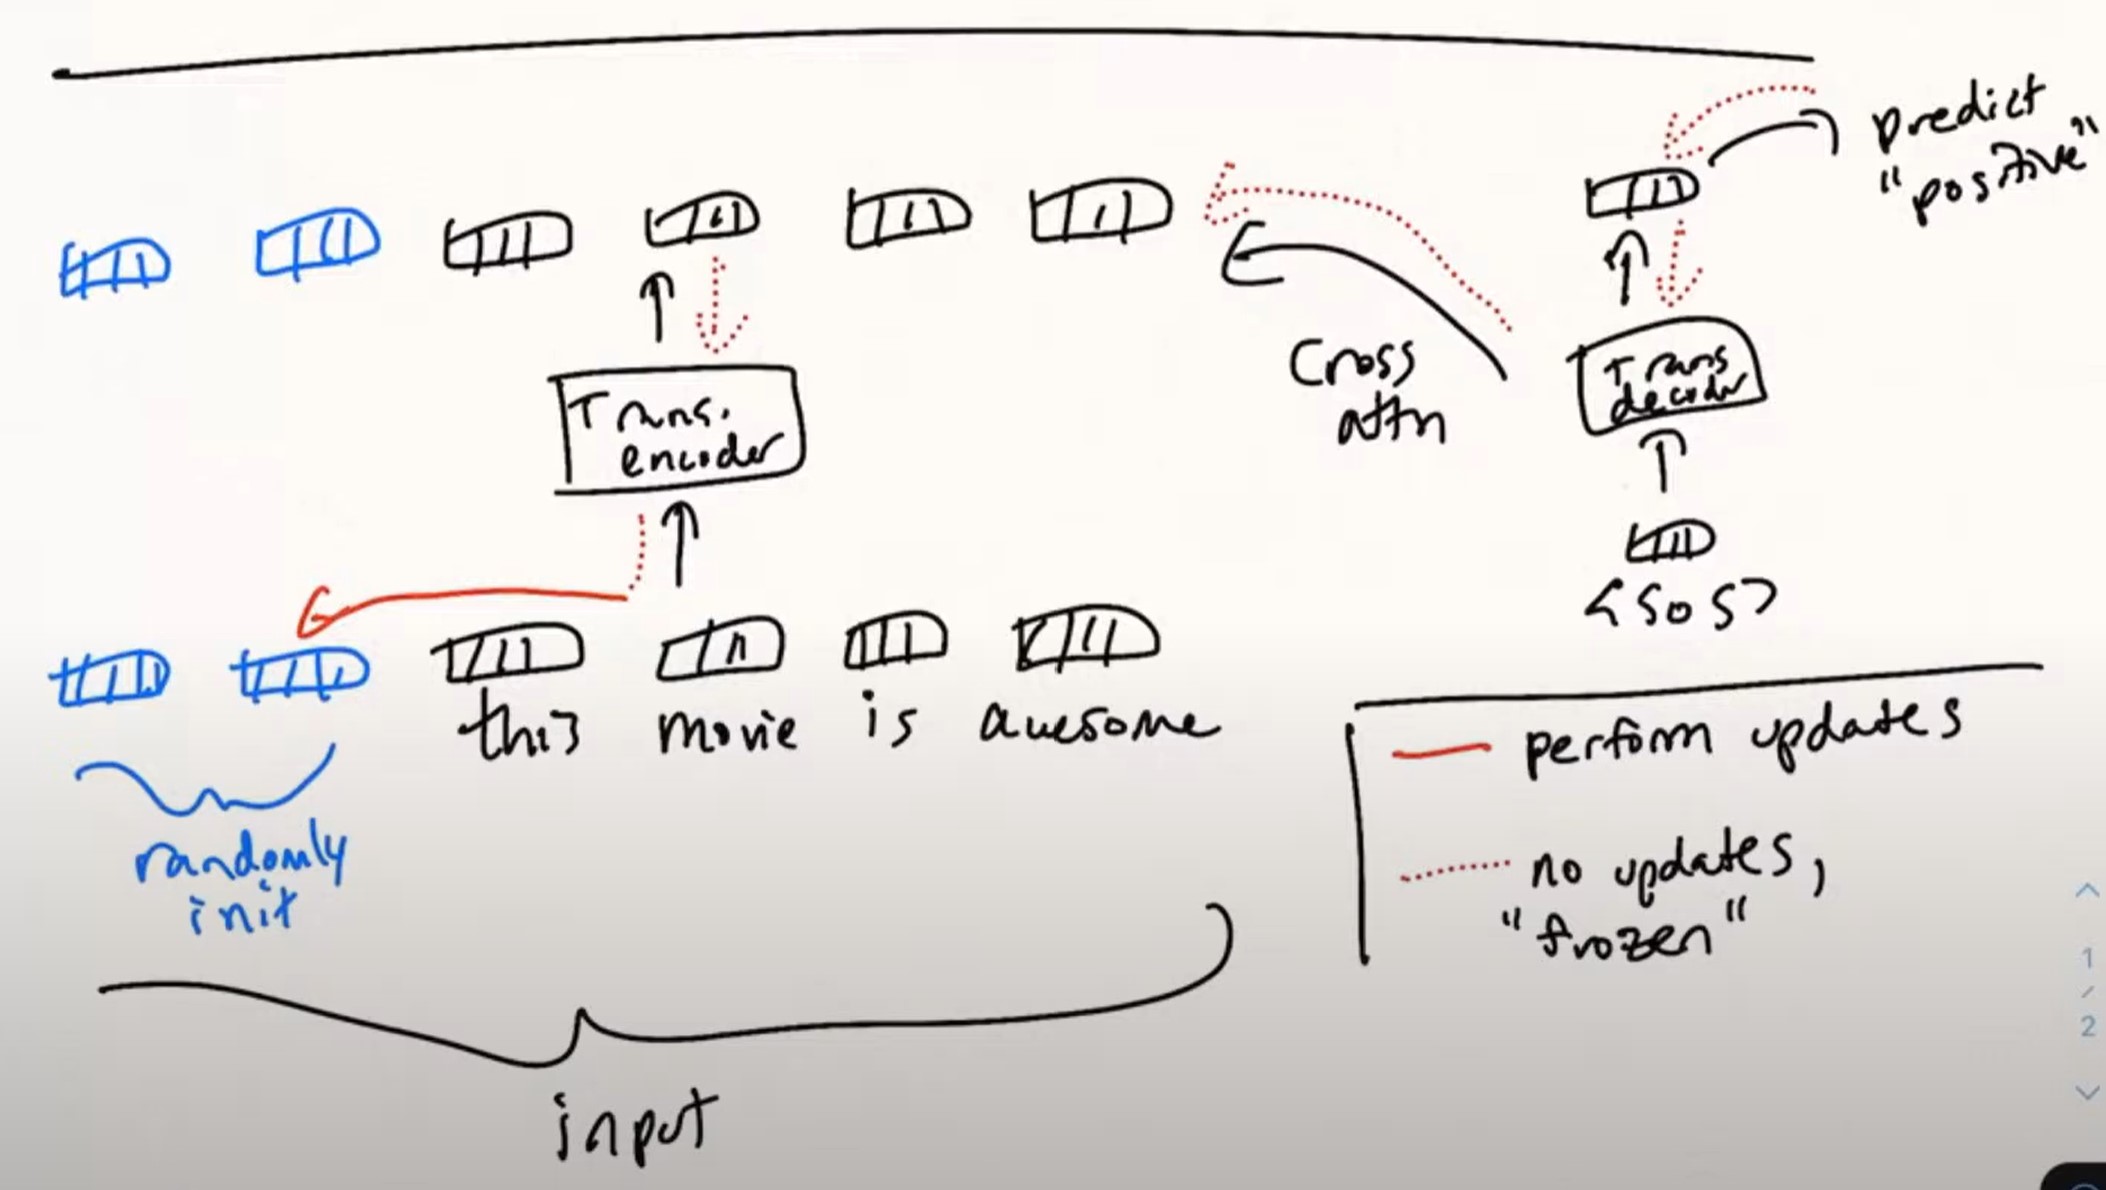 predict
"positive"
Cross
attn
Trans
decoder
Trans.
encoder
<SOS>
this movie is awesome
randomly
init
perform updates
no updates,
"frozen"
input
1
/
2